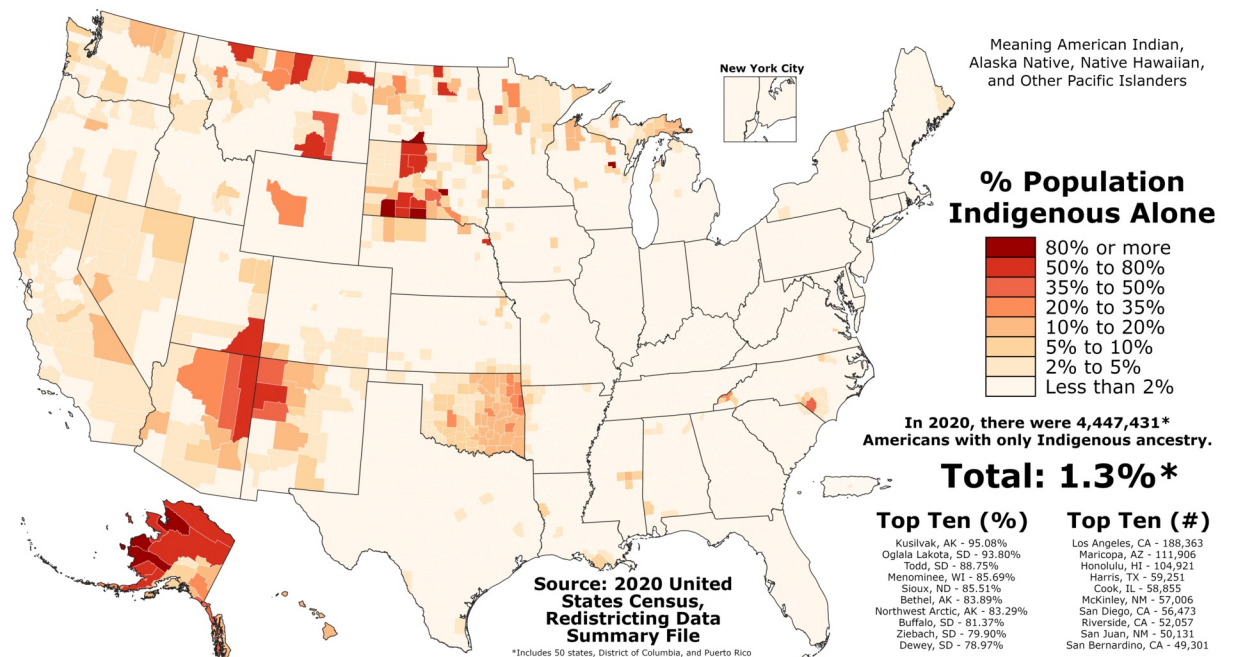 Meaning American Indian,
Alaska Native, Native Hawaiian,
and Other Pacific Islanders
New York City
% Population
Indigenous Alone
80% or more
50% to 80%
35% to 50%
20% to 35%
10% to 20%
5% to 10%
2% to 5%
Less than 2%
In 2020, there were 4,447,431*
Americans with only Indigenous ancestry.
Total: 1.3%*
Top Ten (%)
Kusilvak, AK - 95.08%
Oglala Lakota, SD - 93.80%
Todd, SD - 88.75%
Menominee, WI - 85.69%
Sioux, ND - 85.51%
Bethel, AK - 83.89%
Northwest Arctic, AK - 83.29%
Buffalo, SD - 81.37%
Ziebach, SD - 79.90%
Dewey, SD - 78.97%
Top Ten (#)
Los Angeles, CA - 188,363
Maricopa, AZ - 111,906
Honolulu, HI - 104,921
Harris, TX - 59,251
Cook, IL - 58,855
McKinley, NM - 57,006
San Diego, CA - 56,473
Riverside, CA - 52,057
San Juan, NM - 50,131
San Bernardino, CA - 49,301
Source: 2020 United
States Census,
Redistricting Data
Summary File
*Includes 50 states, District of Columbia, and Puerto Rico